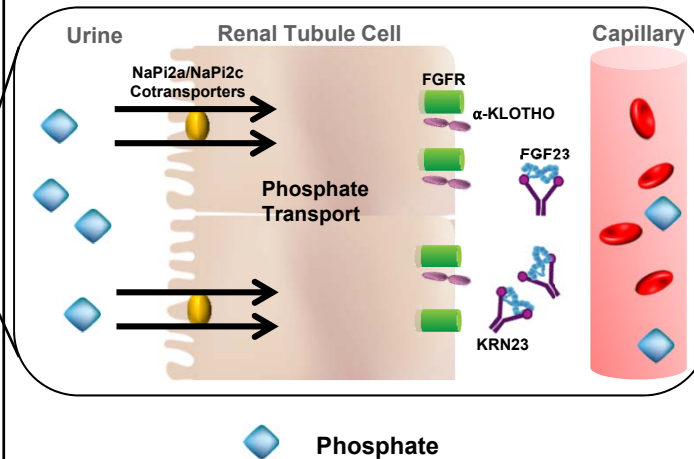 Urine
Renal Tubule Cell
Capillary
NaPi2a/NaPi2c
Cotransporters
FGFR
α-KLOTHO
FGF23
Phosphate
Transport
KRN23
Phosphate